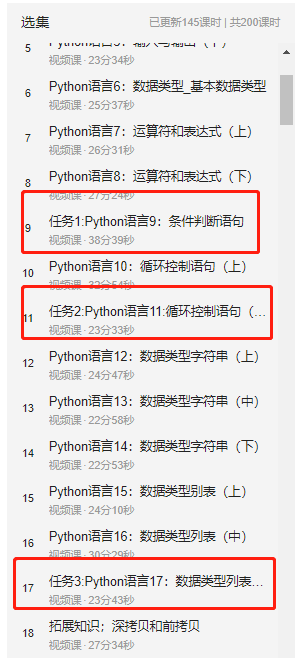 选集 已更新145课时 | 共200课时
5 Python语言5：输入与输出（下）
视频课 · 23分34秒
6 Python语言6：数据类型_基本数据类型
视频课 · 25分37秒
7 Python语言7：运算符和表达式（上）
视频课 · 26分31秒
8 Python语言8：运算符和表达式（下）
视频课 · 27分24秒
9 任务1:Python语言9：条件判断语句
视频课 · 38分39秒
10 Python语言10：循环控制语句（上）
视频课 · 32分54秒
11 任务2:Python语言11:循环控制语句（...
视频课 · 23分33秒
12 Python语言12：数据类型字符串（上）
视频课 · 24分47秒
13 Python语言13：数据类型字符串（中）
视频课 · 22分58秒
14 Python语言14：数据类型字符串（下）
视频课 · 22分53秒
15 Python语言15：数据类型别表（上）
视频课 · 24分10秒
16 Python语言16：数据类型列表（中）
视频课 · 30分29秒
17 任务3:Python语言17：数据类型列表...
视频课 · 23分43秒
18 拓展知识；深拷贝和前拷贝
视频课 · 27分34秒